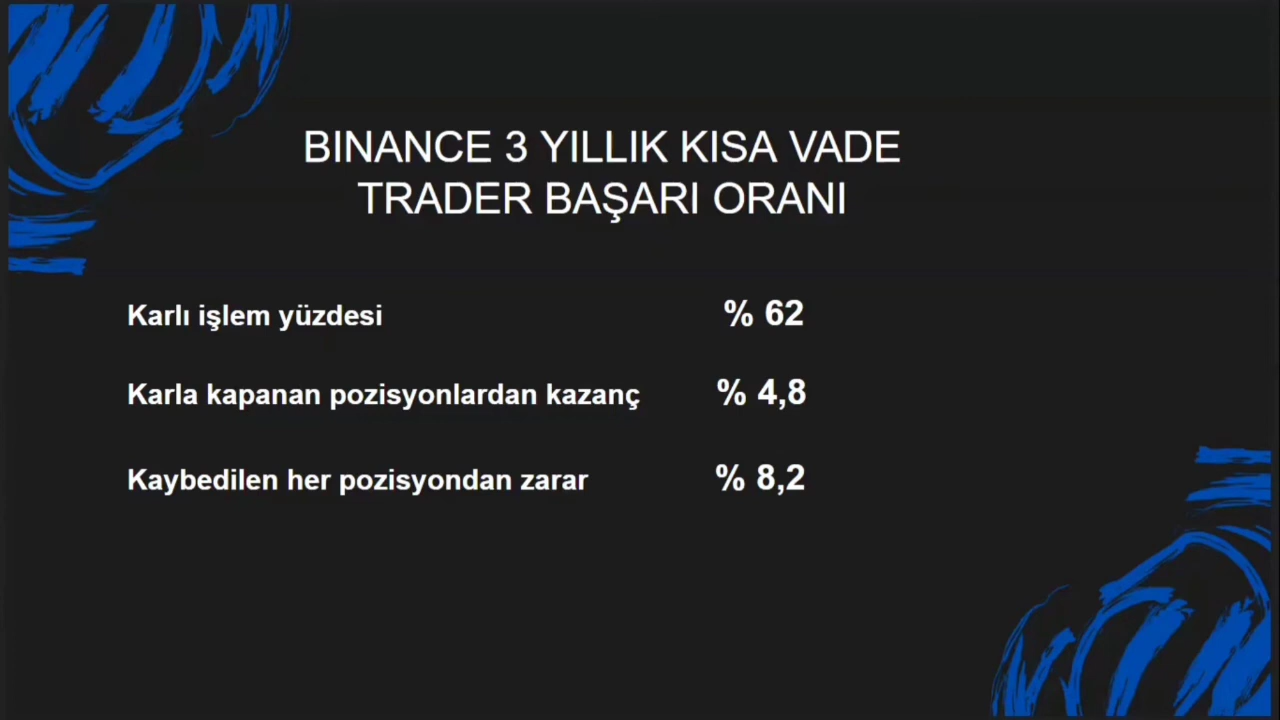 BINANCE 3 YILLIK KISA VADE
TRADER BAŞARI ORANI
Karlı işlem yüzdesi % 62
Karla kapanan pozisyonlardan kazanç % 4,8
Kaybedilen her pozisyondan zarar % 8,2